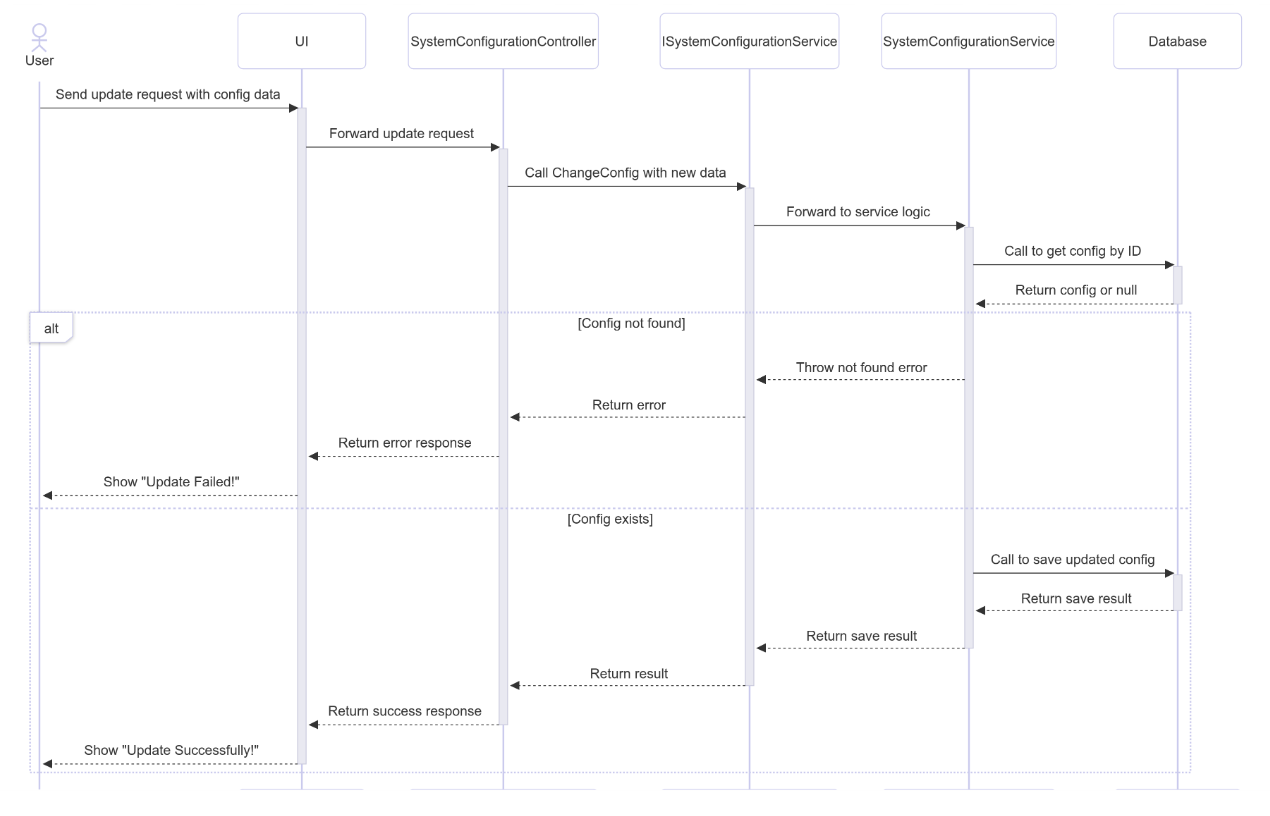 User
UI
SystemConfigurationController
ISystemConfigurationService
SystemConfigurationService
Database
Send update request with config data
Forward update request
Call ChangeConfig with new data
Forward to service logic
Call to get config by ID
Return config or null
alt
[Config not found]
Throw not found error
Return error
Return error response
Show "Update Failed!"
[Config exists]
Call to save updated config
Return save result
Return save result
Return result
Return success response
Show "Update Successfully!"